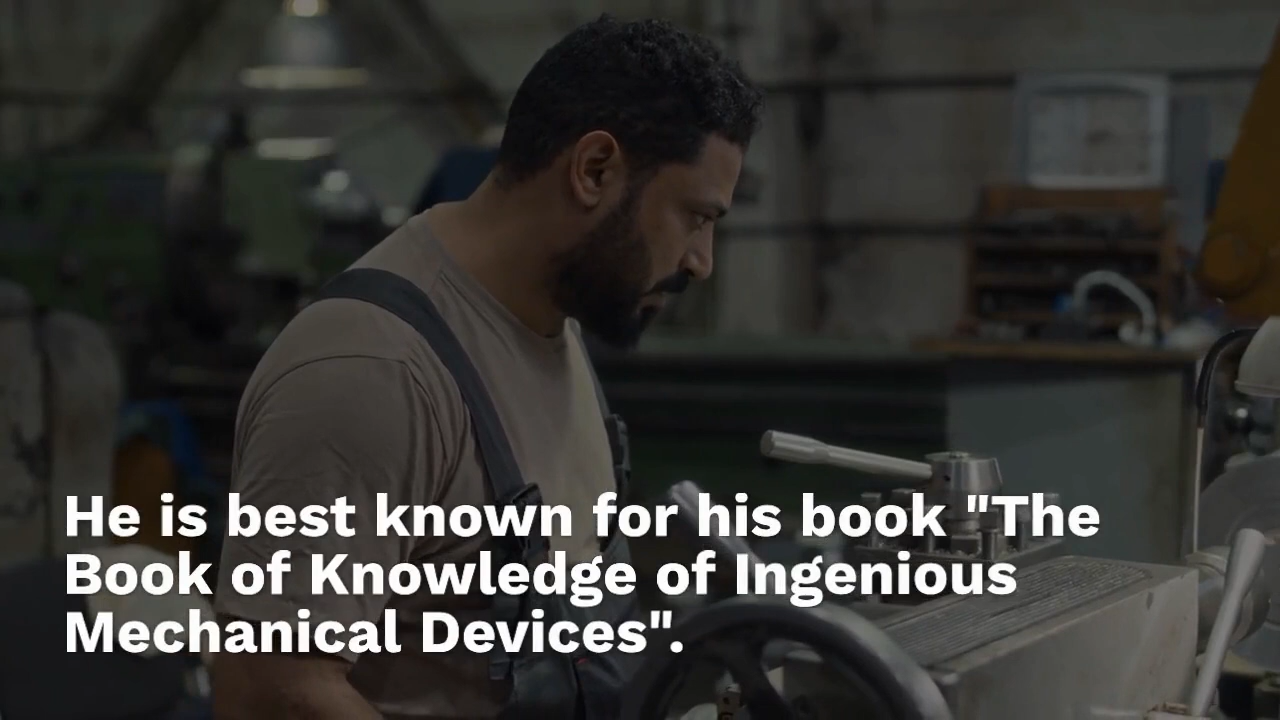 He is best known for his book "The
Book of Knowledge of Ingenious
Mechanical Devices".